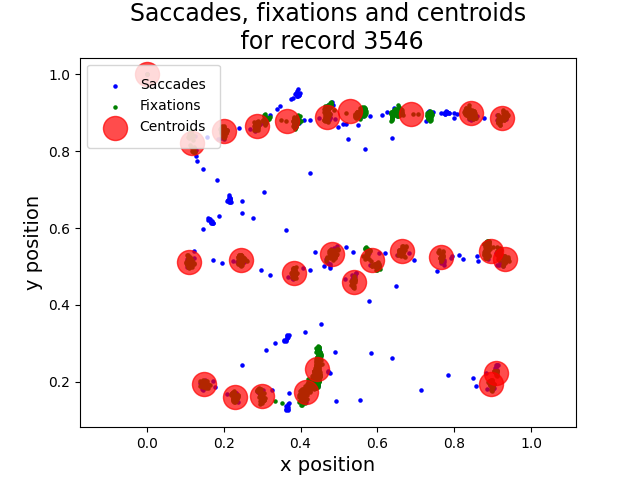 Saccades, fixations and centroids
for record 3546
Saccades
Fixations
Centroids
1.0
0.8
0.6
0.4
0.2
y position
0.0 0.2 0.4 0.6 0.8 1.0
x position